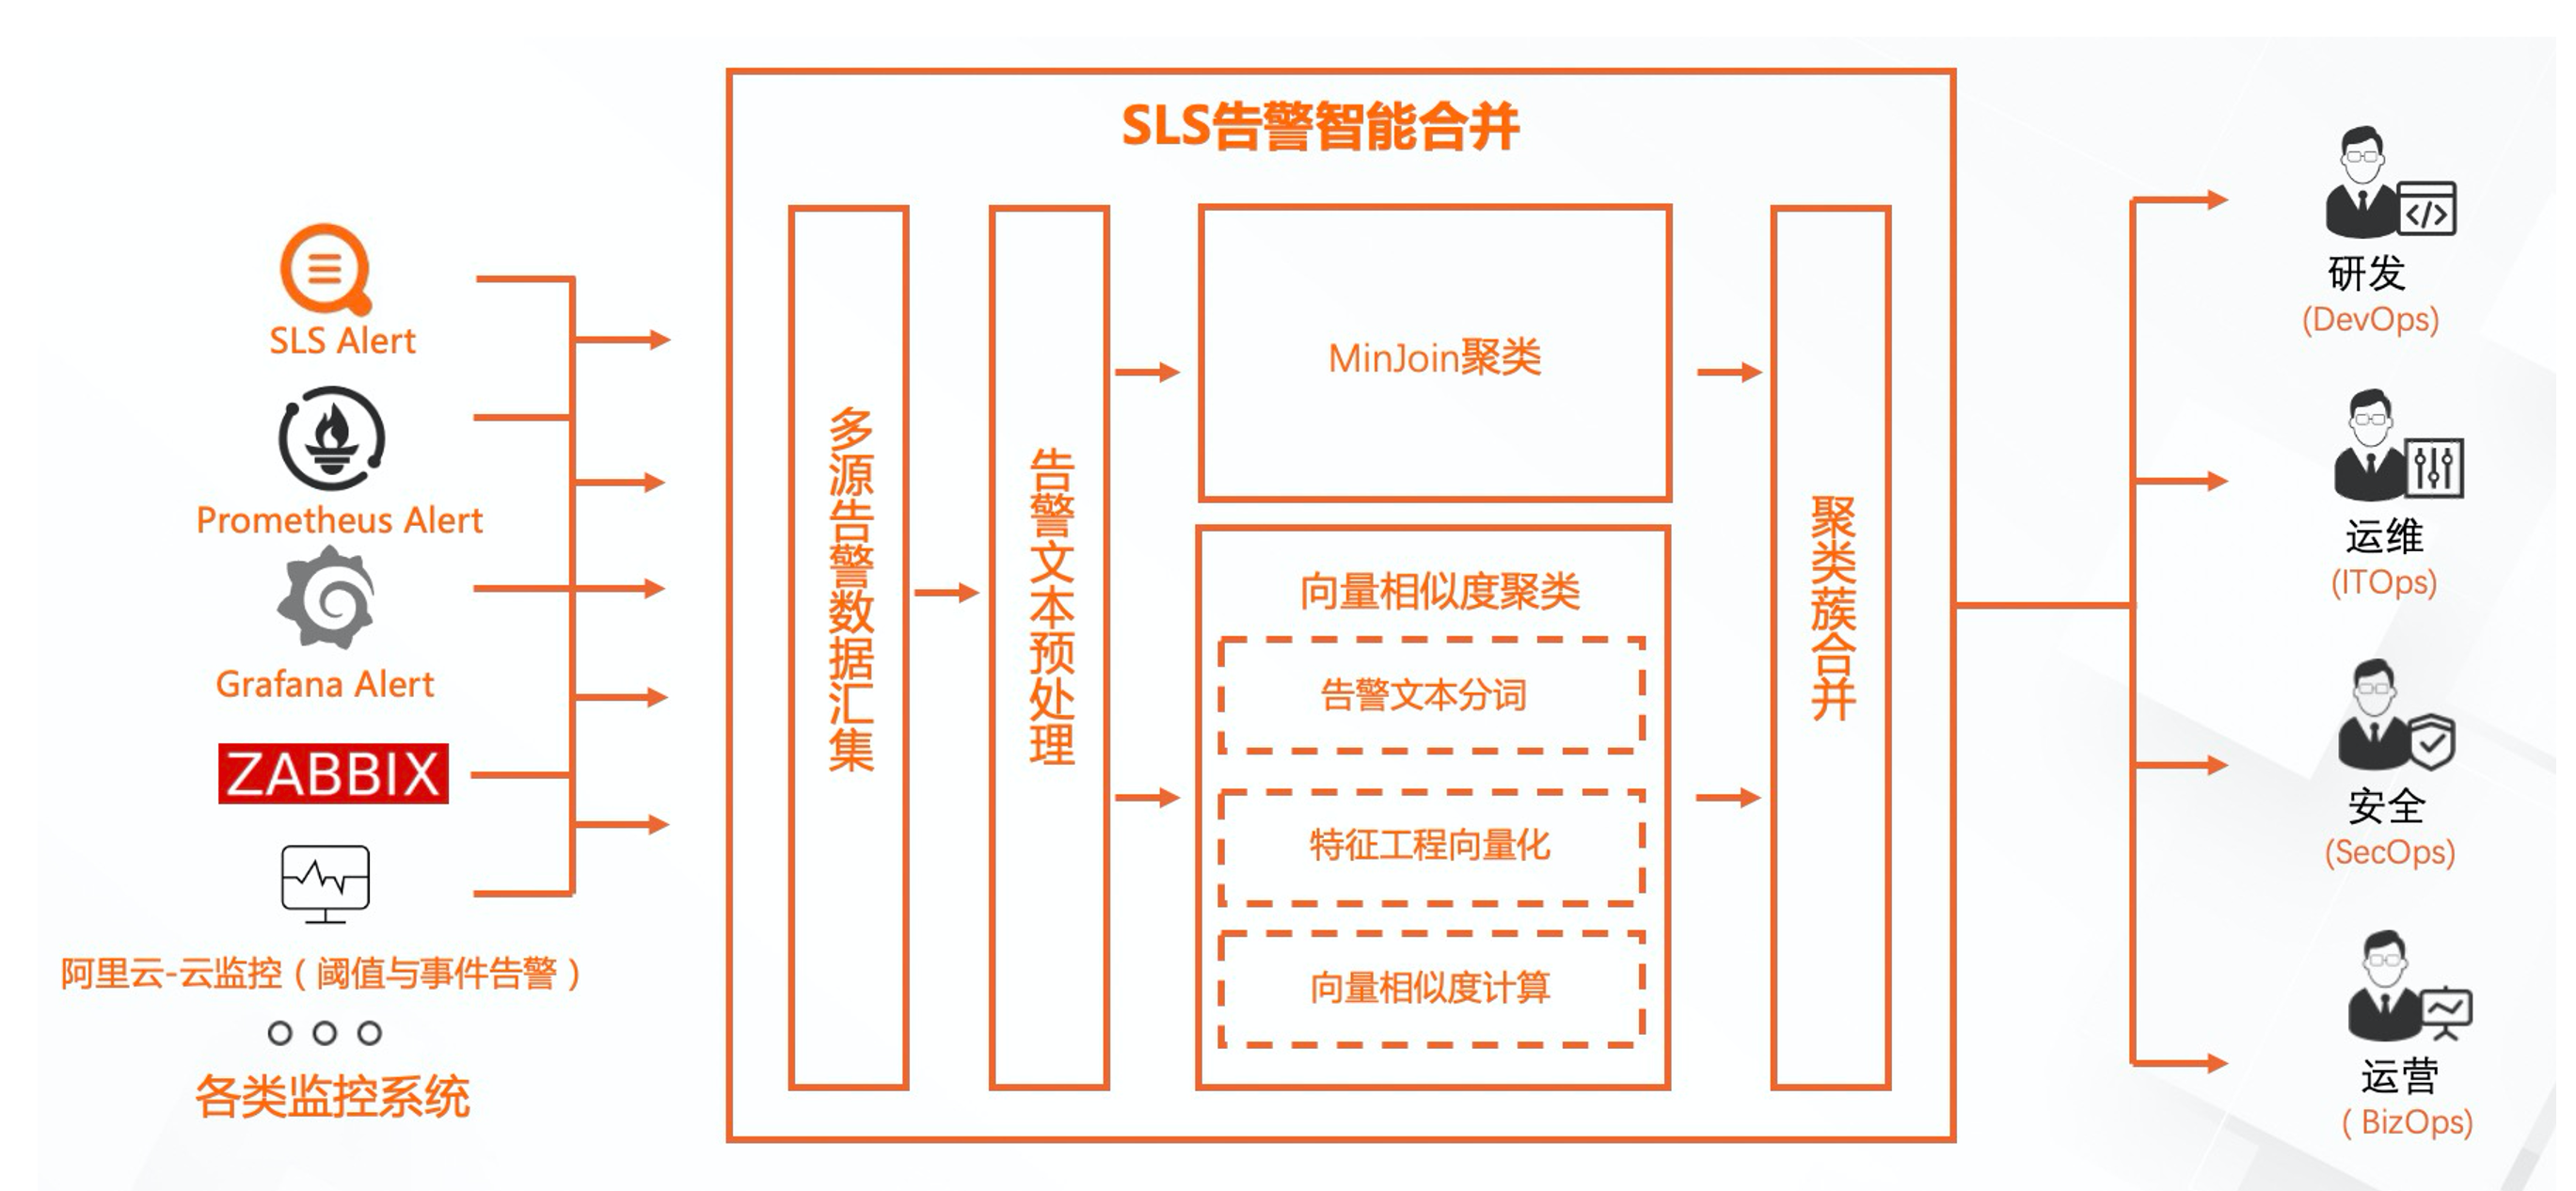 SLS告警智能合并
SLS Alert
Prometheus Alert
Grafana Alert
ZABBIX
阿里云-云监控（阈值与事件告警）
各类监控系统
多源告警数据汇集
告警文本预处理
MinJoin聚类
向量相似度聚类
告警文本分词
特征工程向量化
向量相似度计算
聚类蔟合并
研发
(DevOps)
运维
(ITOps)
安全
(SecOps)
运营
( BizOps)